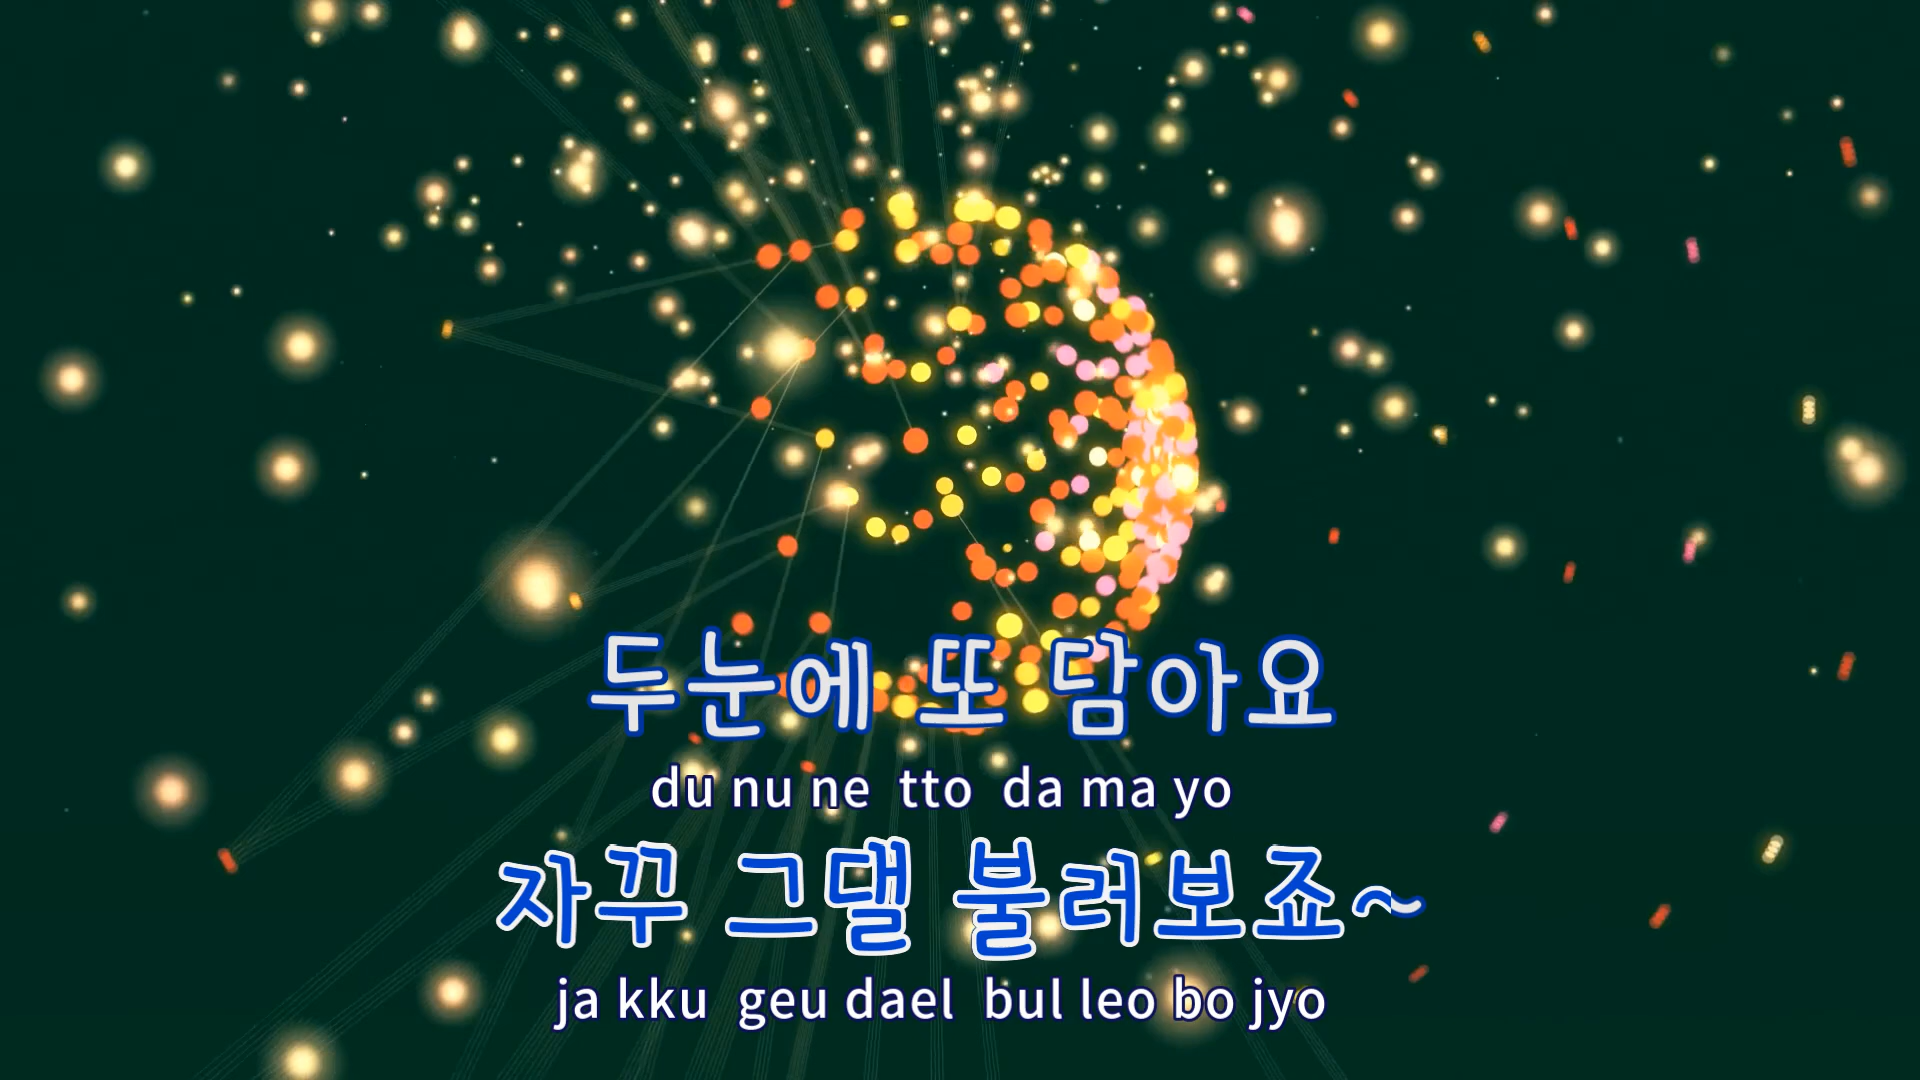 두눈에 또 담아요
du nu ne tto da ma yo
자꾸 그댈 불러보죠~
ja kku geu dael bul leo bo jyo